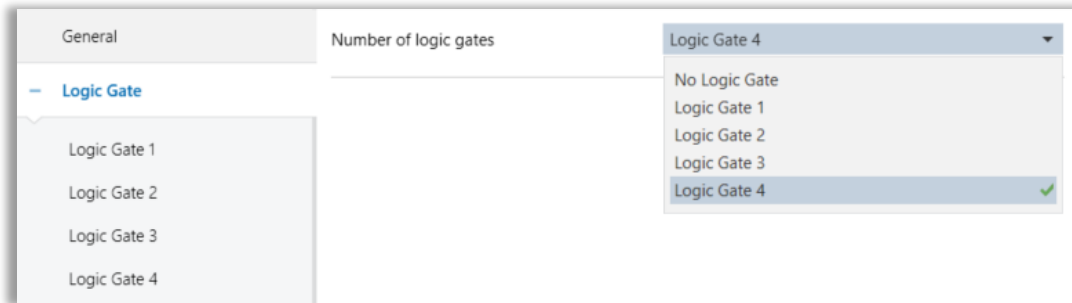 General
Logic Gate
Logic Gate 1
Logic Gate 2
Logic Gate 3
Logic Gate 4
Number of logic gates
Logic Gate 4
No Logic Gate
Logic Gate 1
Logic Gate 2
Logic Gate 3
Logic Gate 4